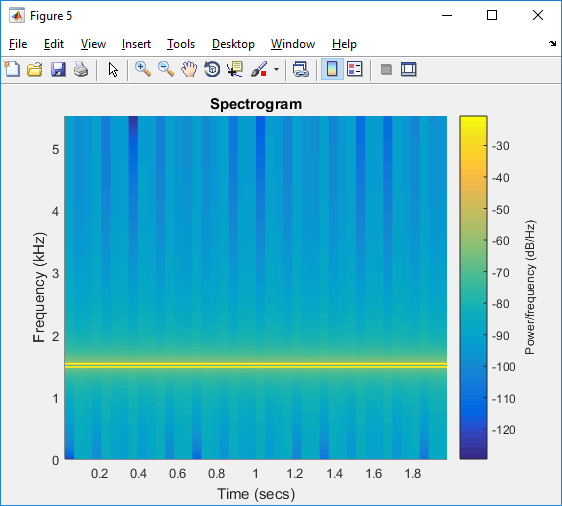 Figure 5
File Edit View Insert Tools Desktop Window Help
Spectrogram
Frequency (kHz)
5
4
3
2
1
0
0.2 0.4 0.6 0.8 1 1.2 1.4 1.6 1.8
Time (secs)
-30
-40
-50
-60
-70
-80
-90
-100
-110
-120
Power/frequency (dB/Hz)